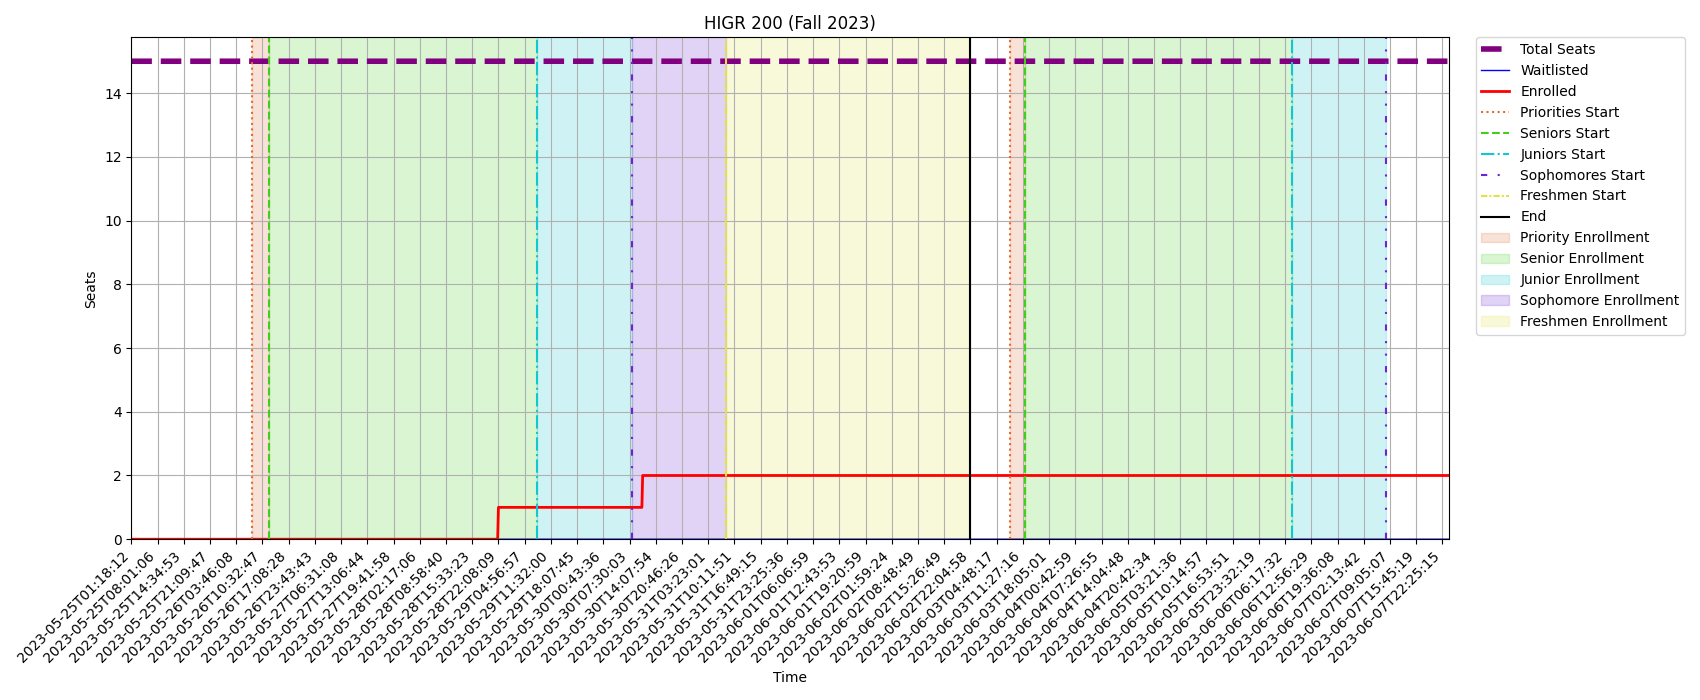 HIGR 200 (Fall 2023)
Seats
14
12
10
8
6
4
2
0
2023-05-25T01:18:12
2023-05-25T08:01:06
2023-05-25T14:34:53
2023-05-25T21:09:47
2023-05-26T03:46:08
2023-05-26T10:32:47
2023-05-26T17:08:28
2023-05-26T23:43:43
2023-05-27T06:31:08
2023-05-27T13:06:44
2023-05-27T19:41:58
2023-05-28T02:17:06
2023-05-28T08:58:40
2023-05-28T15:33:23
2023-05-28T22:08:09
2023-05-29T04:56:57
2023-05-29T11:32:00
2023-05-29T18:07:45
2023-05-30T00:43:36
2023-05-30T07:30:03
2023-05-30T14:07:54
2023-05-30T20:46:26
2023-05-31T03:23:01
2023-05-31T10:11:51
2023-05-31T16:49:15
2023-05-31T23:25:36
2023-06-01T06:06:59
2023-06-01T12:43:53
2023-06-01T19:20:59
2023-06-02T01:59:24
2023-06-02T08:48:49
2023-06-02T15:26:49
2023-06-02T22:04:58
2023-06-03T04:48:17
2023-06-03T11:27:16
2023-06-03T18:05:01
2023-06-04T00:42:59
2023-06-04T07:26:55
2023-06-04T14:04:48
2023-06-04T20:42:34
2023-06-05T03:21:36
2023-06-05T10:14:57
2023-06-05T16:53:51
2023-06-05T23:32:19
2023-06-06T06:17:32
2023-06-06T12:56:29
2023-06-06T19:36:08
2023-06-07T02:13:42
2023-06-07T09:05:07
2023-06-07T15:45:19
2023-06-07T22:25:15
Time
Total Seats
Waitlisted
Enrolled
Priorities Start
Seniors Start
Juniors Start
Sophomores Start
Freshmen Start
End
Priority Enrollment
Senior Enrollment
Junior Enrollment
Sophomore Enrollment
Freshmen Enrollment